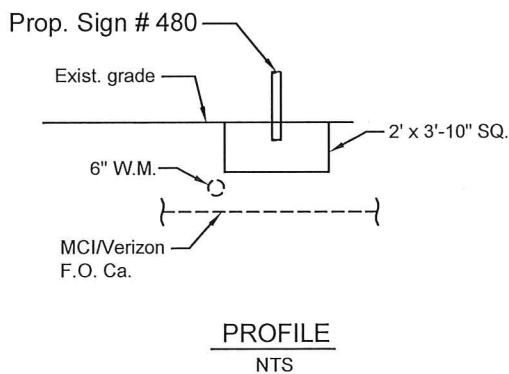 Prop. Sign # 480
Exist. grade
2' x 3'-10" SQ.
6" W.M.
MCI/Verizon
F.O. Ca.
PROFILE
NTS